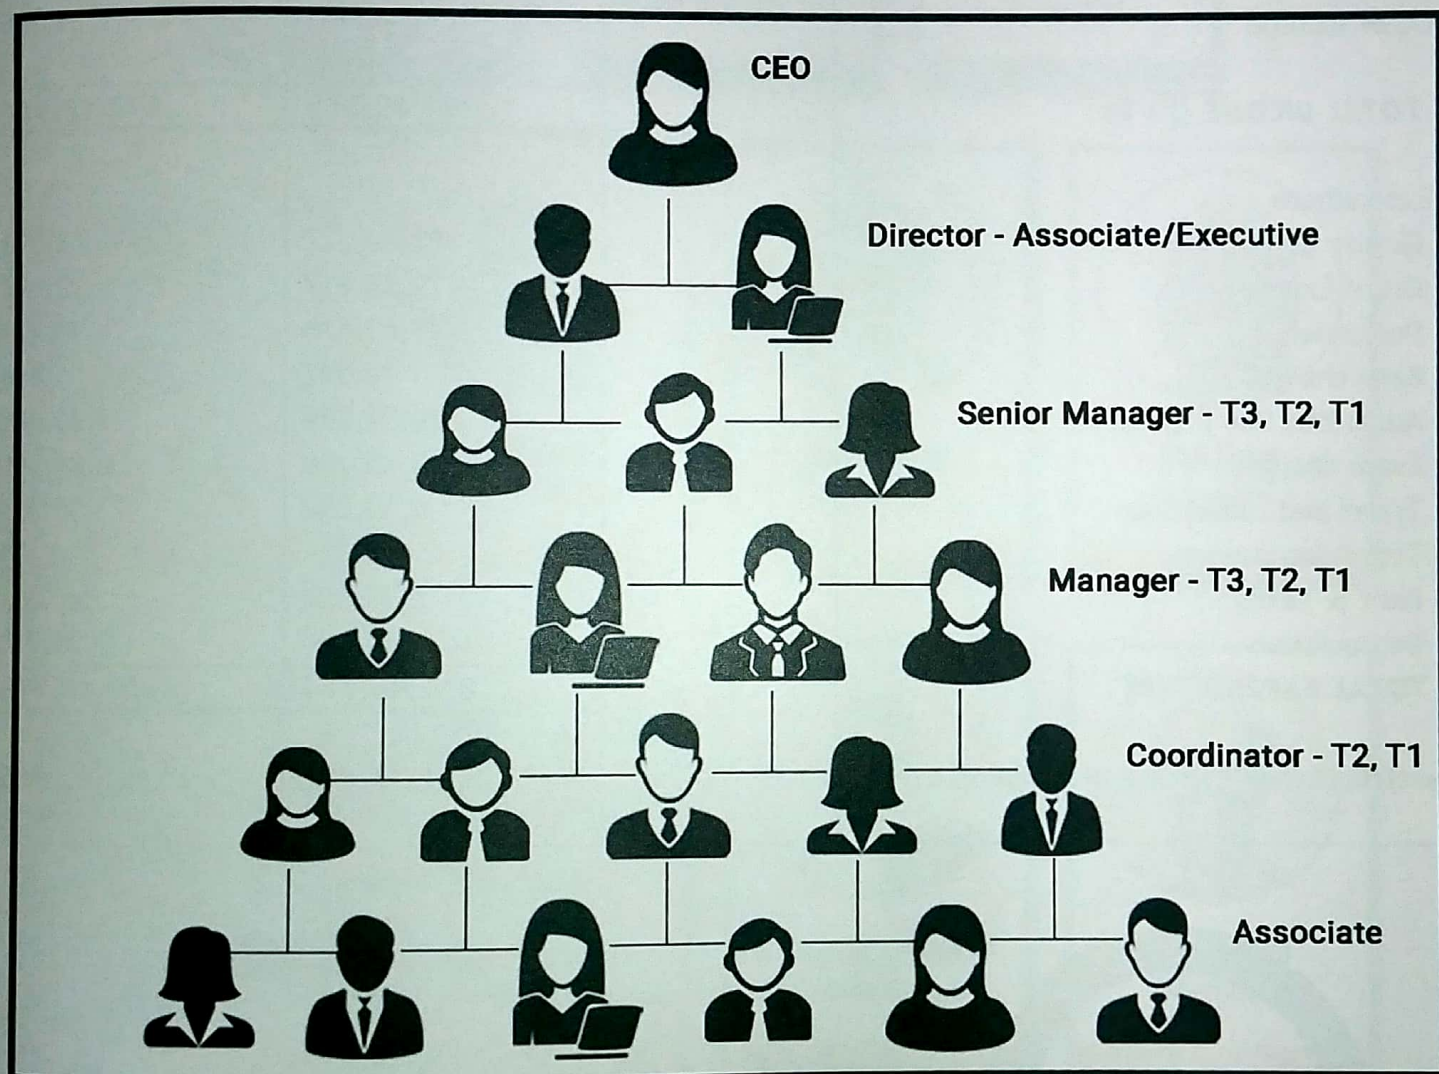 CEO
Director - Associate/Executive
Senior Manager - T3, T2, T1
Manager - T3, T2, T1
Coordinator - T2, T1
Associate